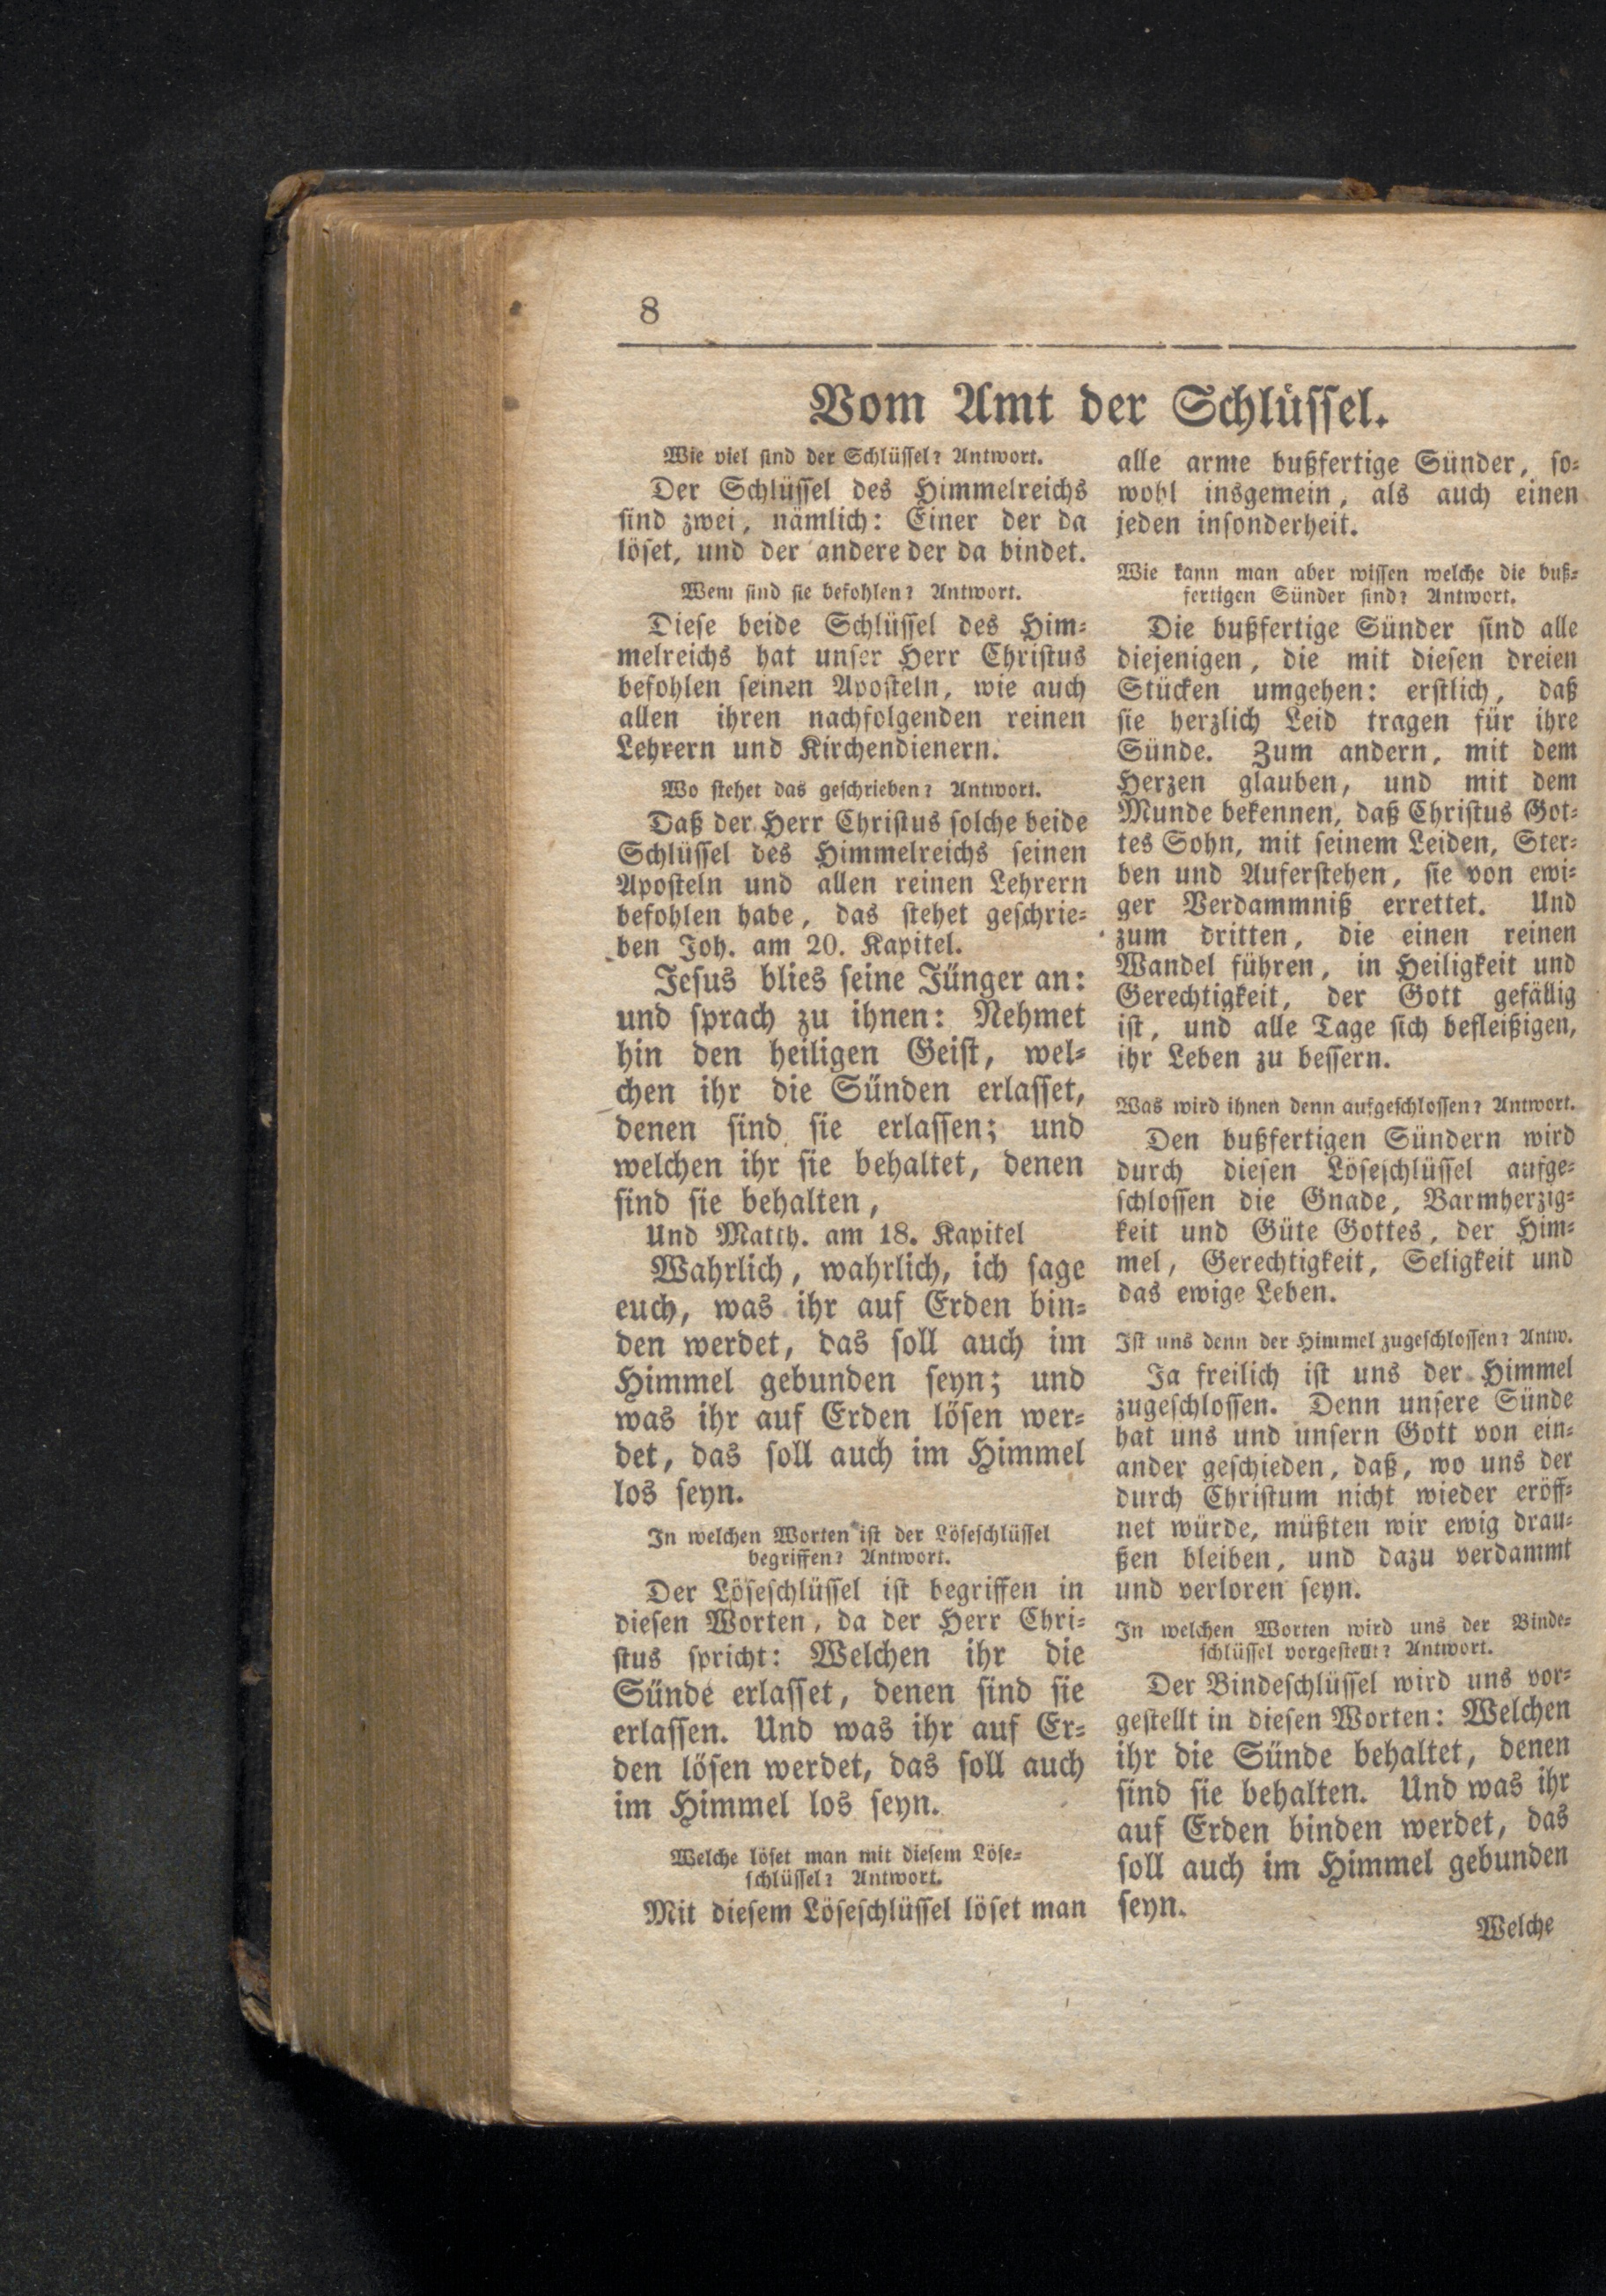 8
Vom Amt der Schlüssel.
Wie viel sind der Schlüssel? Antwort.
Der Schlüssel des Himmelreichs
sind zwei, nämlich: Einer der da
löset, und der andere der da bindet.
Wem sind sie befohlen? Antwort.
Diese beide Schlüssel des Him-
melreichs hat unser Herr Christus
befohlen seinen Aposteln, wie auch
allen ihren nachfolgenden reinen
Lehrern und Kirchendienern.
Wo stehet das geschrieben? Antwort.
Daß der Herr Christus solche beide
Schlüssel des Himmelreichs seinen
Aposteln und allen reinen Lehrern
befohlen habe, das stehet geschrie-
ben Joh. am 20. Kapitel.
Jesus blies seine Jünger an:
und sprach zu ihnen: Nehmet
hin den heiligen Geist, wel-
chen ihr die Sünden erlasset,
denen sind sie erlassen; und
welchen ihr sie behaltet, denen
sind sie behalten,
Und Matth. am 18. Kapitel
Wahrlich, wahrlich, ich sage
euch, was ihr auf Erden bin-
den werdet, das soll auch im
Himmel gebunden seyn; und
was ihr auf Erden lösen wer-
det, das soll auch im Himmel
los seyn.
In welchen Worten ist der Löseschlüssel
begriffen? Antwort.
Der Löseschlüssel ist begriffen in
diesen Worten, da der Herr Chri-
stus spricht: Welchen ihr die
Sünde erlasset, denen sind sie
erlassen. Und was ihr auf Er-
den lösen werdet, das soll auch
im Himmel los seyn.
Welche löset man mit diesem Löse-
schlüssel? Antwort.
Mit diesem Löseschlüssel löset man
alle arme bußfertige Sünder, so-
wohl insgemein, als auch einen
jeden insonderheit.
Wie kann man aber wissen welche die buß-
fertigen Sünder sind? Antwort.
Die bußfertige Sünder sind alle
diejenigen, die mit diesen dreien
Stücken umgehen: erstlich, daß
sie herzlich Leid tragen für ihre
Sünde. Zum andern, mit dem
Herzen glauben, und mit dem
Munde bekennen, daß Christus Got-
tes Sohn, mit seinem Leiden, Ster-
ben und Auferstehen, sie von ewi-
ger Verdammniß errettet. Und
zum dritten, die einen reinen
Wandel führen, in Heiligkeit und
Gerechtigkeit, der Gott gefällig
ist, und alle Tage sich befleißigen,
ihr Leben zu bessern.
Was wird ihnen denn aufgeschlossen? Antwort.
Den bußfertigen Sündern wird
durch diesen Löseschlüssel aufge-
schlossen die Gnade, Barmherzig-
keit und Güte Gottes, der Him-
mel, Gerechtigkeit, Seligkeit und
das ewige Leben.
Ist uns denn der Himmel zugeschlossen? Antw.
Ja freilich ist uns der Himmel
zugeschlossen. Denn unsere Sünde
hat uns und unsern Gott von ein-
ander geschieden, daß, wo uns der
durch Christum nicht wieder eröff-
net würde, müßten wir ewig drau-
ßen bleiben, und dazu verdammt
und verloren seyn.
In welchen Worten wird uns der Binde-
schlüssel vorgestellt? Antwort.
Der Bindeschlüssel wird uns vor-
gestellt in diesen Worten: Welchen
ihr die Sünde behaltet, denen
sind sie behalten. Und was ihr
auf Erden binden werdet, das
soll auch im Himmel gebunden
seyn.
Welche